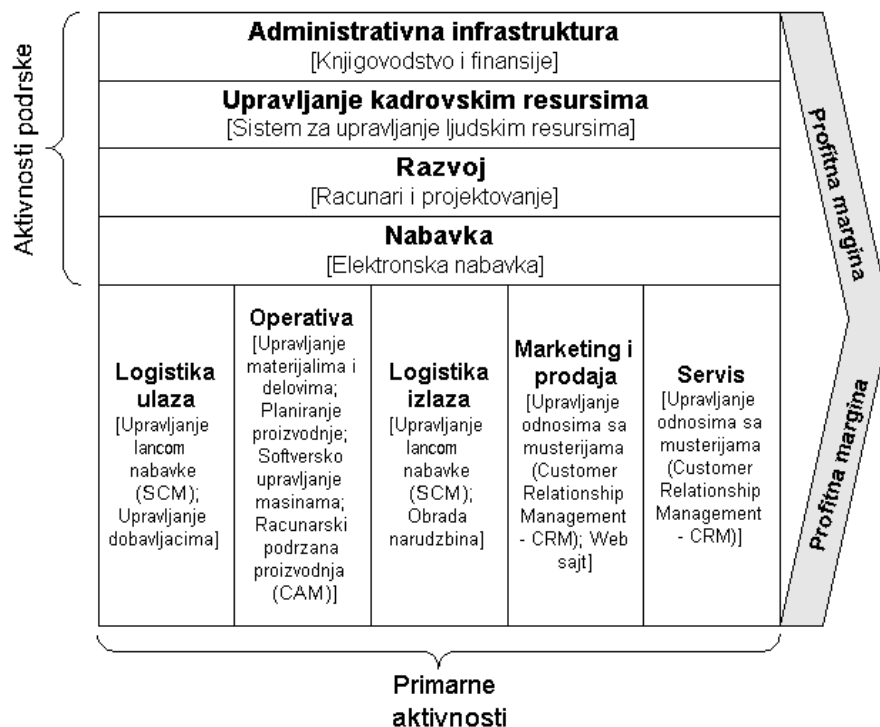 Aktivnosti podrske
Administrativna infrastruktura
[Knjigovodstvo i finansije]
Upravljanje kadrovskim resursima
[Sistem za upravljanje ljudskim resursima]
Razvoj
[Racunari i projektovanje]
Nabavka
[Elektronska nabavka]
Logistika
ulaza
[Upravljanje
lancom
nabavke
(SCM);
Upravljanje
dobavljacima]
Operativa
[Upravljanje
materijalima i
delovima;
Planiranje
proizvodnje;
Softversko
upravljanje
masinama;
Racunarski
podrzana
proizvodnja
(CAM)]
Logistika
izlaza
[Upravljanje
lancom
nabavke
(SCM);
Obrada
narudzbina]
Marketing i
prodaja
[Upravljanje
odnosima sa
musterijama
(Customer
Relationship
Management
- CRM); Web
sajt]
Servis
[Upravljanje
odnosima sa
musterijama
(Customer
Relationship
Management
- CRM)]
Profitna margina
Profitna margina
Primarne
aktivnosti